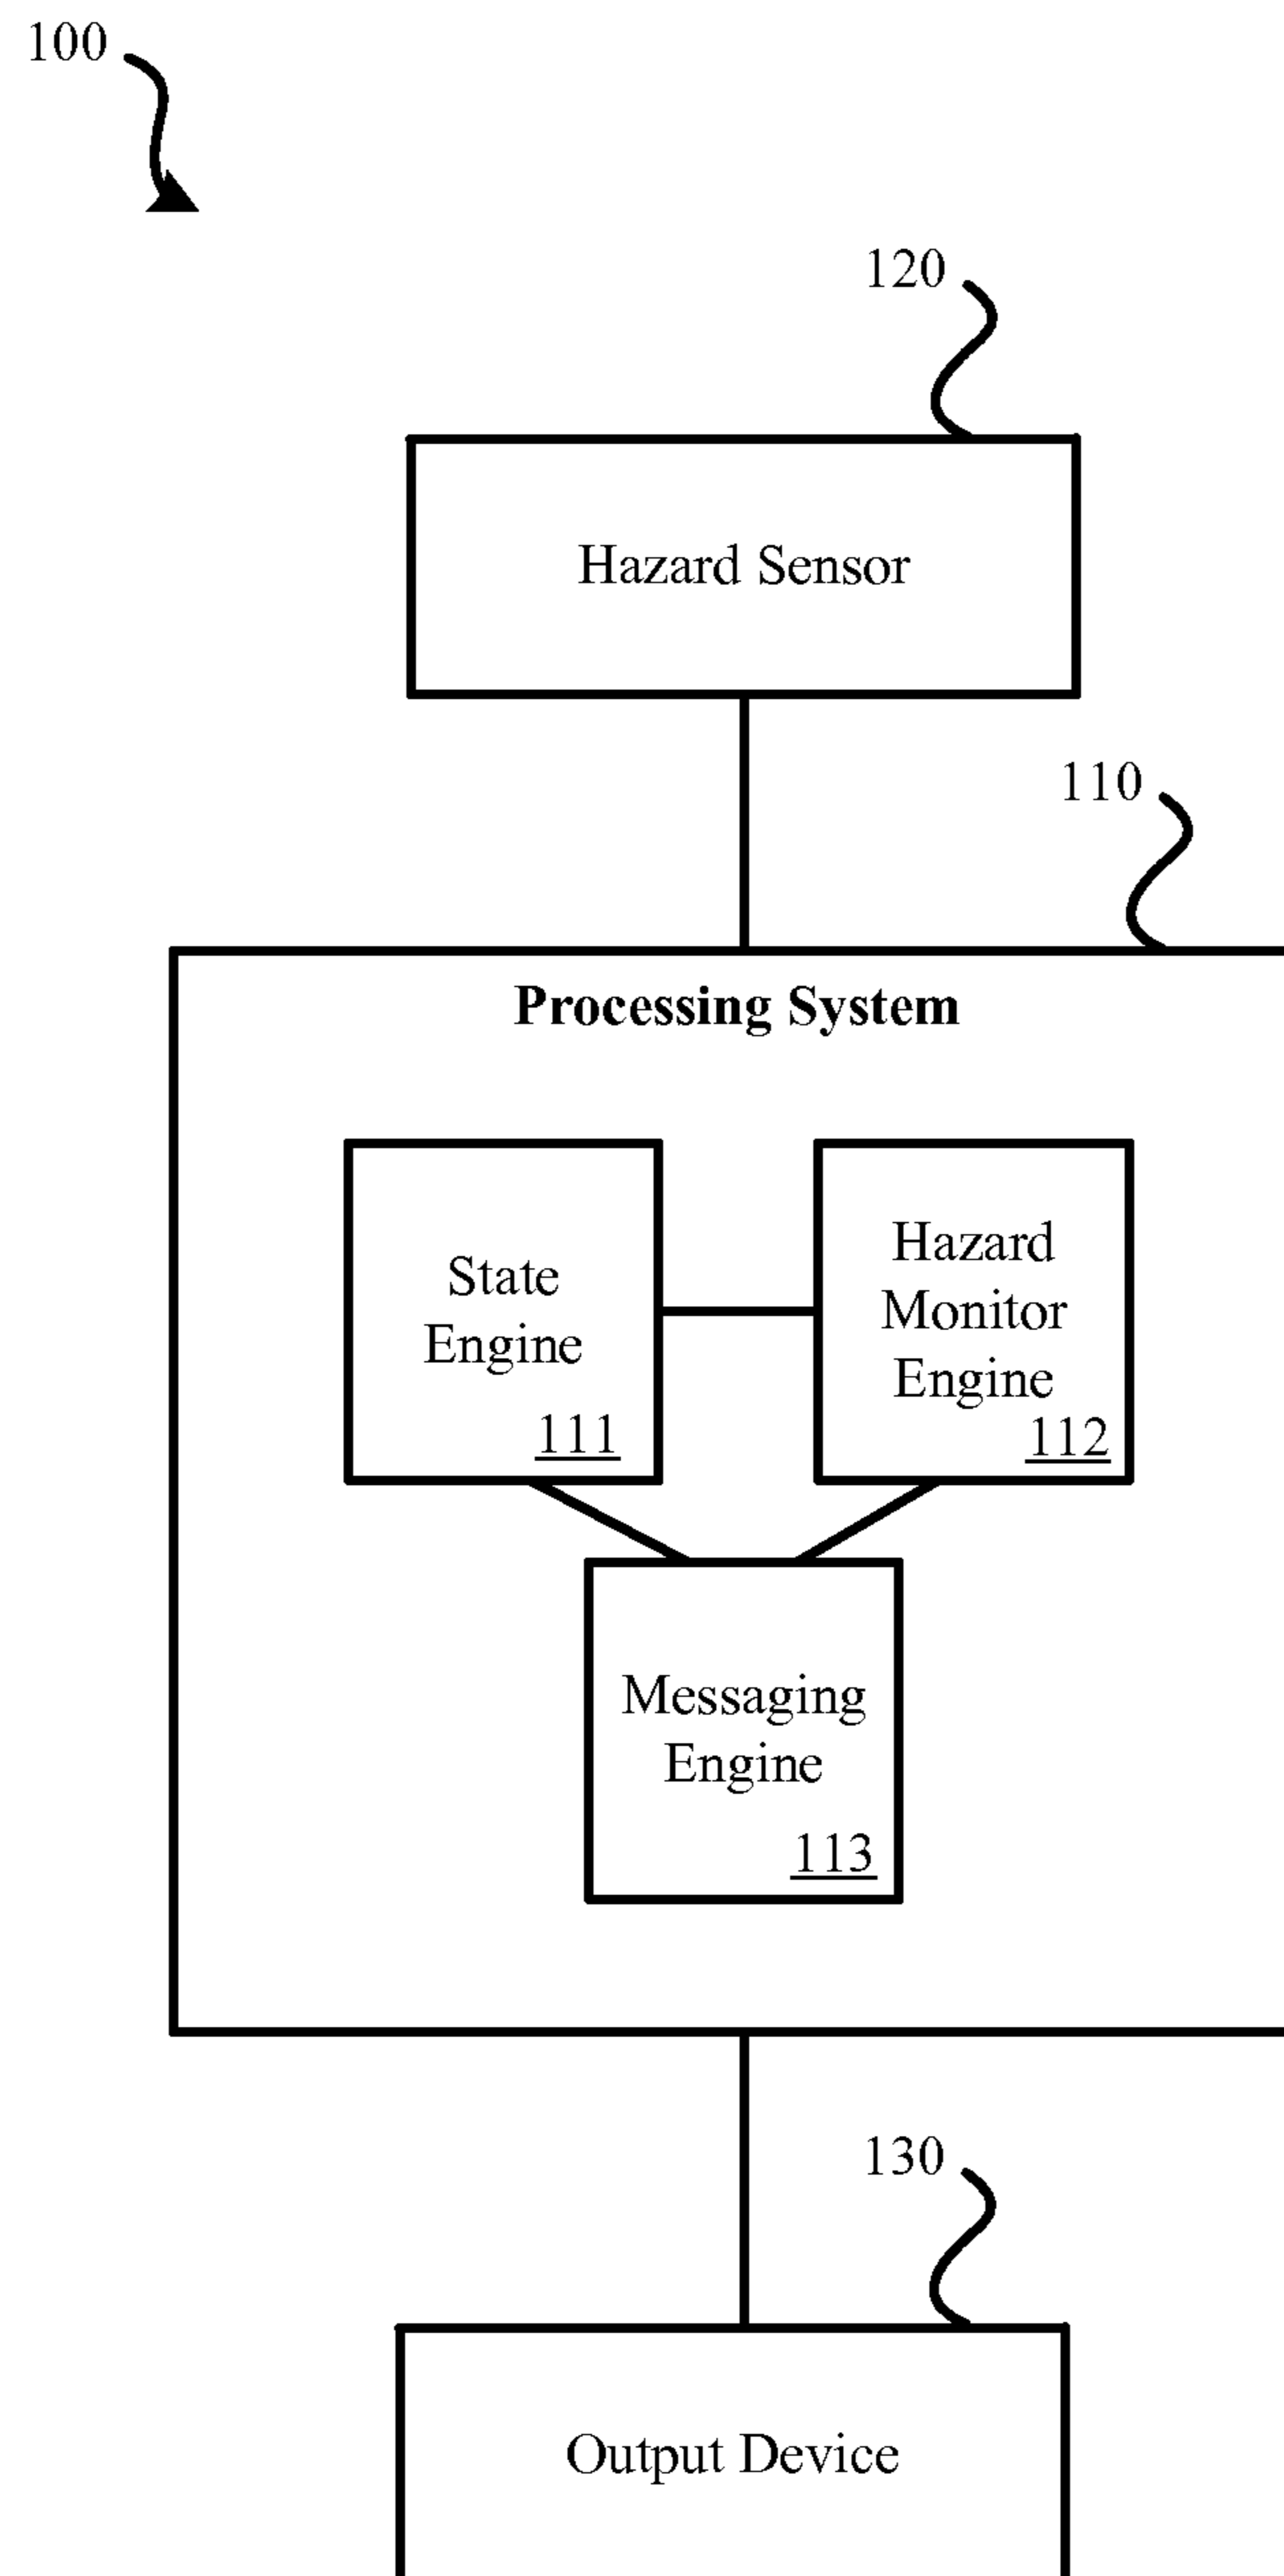 100
120
Hazard Sensor
110
Processing System
State
Engine
111
Hazard
Monitor
Engine
112
Messaging
Engine
113
130
Output Device